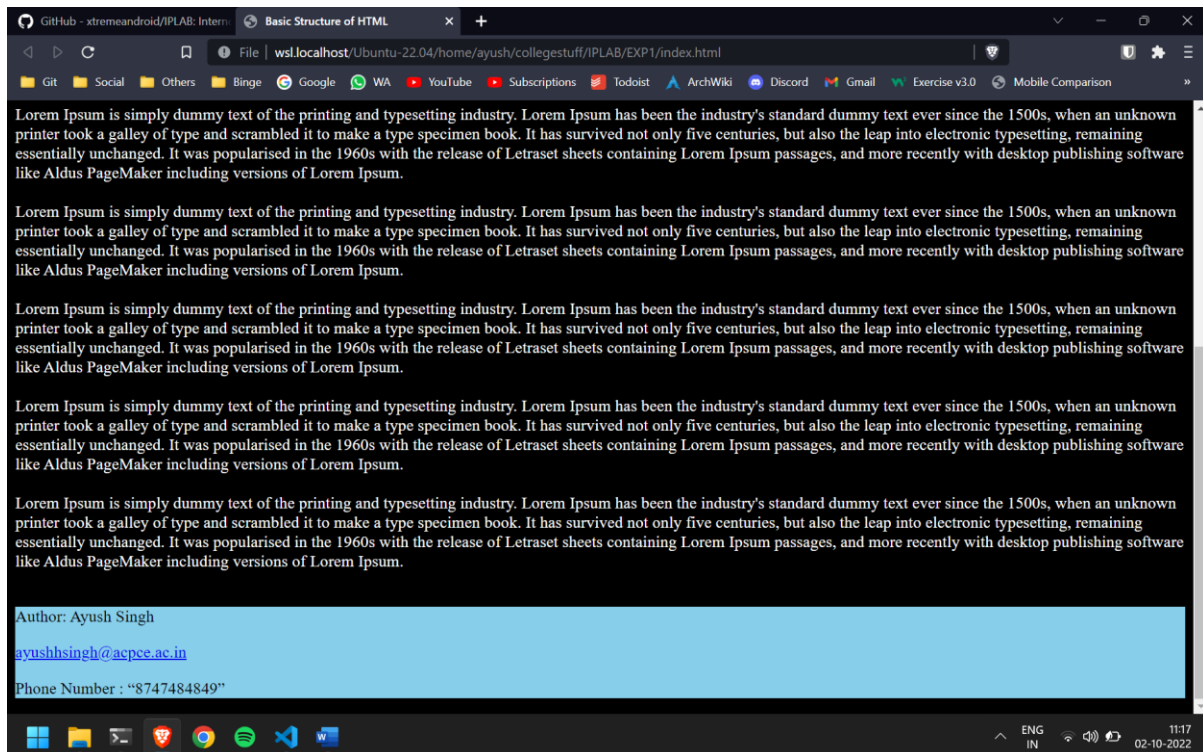 GitHub - xtremeandroid/IPLAB: Intern
Basic Structure of HTML
File | wsl.localhost/Ubuntu-22.04/home/ayush/collegestuff/IPLAB/EXP1/index.html
Git Social Others Binge Google WA YouTube Subscriptions Todoist ArchWiki Discord Gmail Exercise v3.0 Mobile Comparison »
Lorem Ipsum is simply dummy text of the printing and typesetting industry. Lorem Ipsum has been the industry's standard dummy text ever since the 1500s, when an unknown
printer took a galley of type and scrambled it to make a type specimen book. It has survived not only five centuries, but also the leap into electronic typesetting, remaining
essentially unchanged. It was popularised in the 1960s with the release of Letraset sheets containing Lorem Ipsum passages, and more recently with desktop publishing software
like Aldus PageMaker including versions of Lorem Ipsum.
Lorem Ipsum is simply dummy text of the printing and typesetting industry. Lorem Ipsum has been the industry's standard dummy text ever since the 1500s, when an unknown
printer took a galley of type and scrambled it to make a type specimen book. It has survived not only five centuries, but also the leap into electronic typesetting, remaining
essentially unchanged. It was popularised in the 1960s with the release of Letraset sheets containing Lorem Ipsum passages, and more recently with desktop publishing software
like Aldus PageMaker including versions of Lorem Ipsum.
Lorem Ipsum is simply dummy text of the printing and typesetting industry. Lorem Ipsum has been the industry's standard dummy text ever since the 1500s, when an unknown
printer took a galley of type and scrambled it to make a type specimen book. It has survived not only five centuries, but also the leap into electronic typesetting, remaining
essentially unchanged. It was popularised in the 1960s with the release of Letraset sheets containing Lorem Ipsum passages, and more recently with desktop publishing software
like Aldus PageMaker including versions of Lorem Ipsum.
Lorem Ipsum is simply dummy text of the printing and typesetting industry. Lorem Ipsum has been the industry's standard dummy text ever since the 1500s, when an unknown
printer took a galley of type and scrambled it to make a type specimen book. It has survived not only five centuries, but also the leap into electronic typesetting, remaining
essentially unchanged. It was popularised in the 1960s with the release of Letraset sheets containing Lorem Ipsum passages, and more recently with desktop publishing software
like Aldus PageMaker including versions of Lorem Ipsum.
Lorem Ipsum is simply dummy text of the printing and typesetting industry. Lorem Ipsum has been the industry's standard dummy text ever since the 1500s, when an unknown
printer took a galley of type and scrambled it to make a type specimen book. It has survived not only five centuries, but also the leap into electronic typesetting, remaining
essentially unchanged. It was popularised in the 1960s with the release of Letraset sheets containing Lorem Ipsum passages, and more recently with desktop publishing software
like Aldus PageMaker including versions of Lorem Ipsum.
Author: Ayush Singh
ayushhsingh@acpce.ac.in
Phone Number : “8747484849”
ENG
IN
11:17
02-10-2022